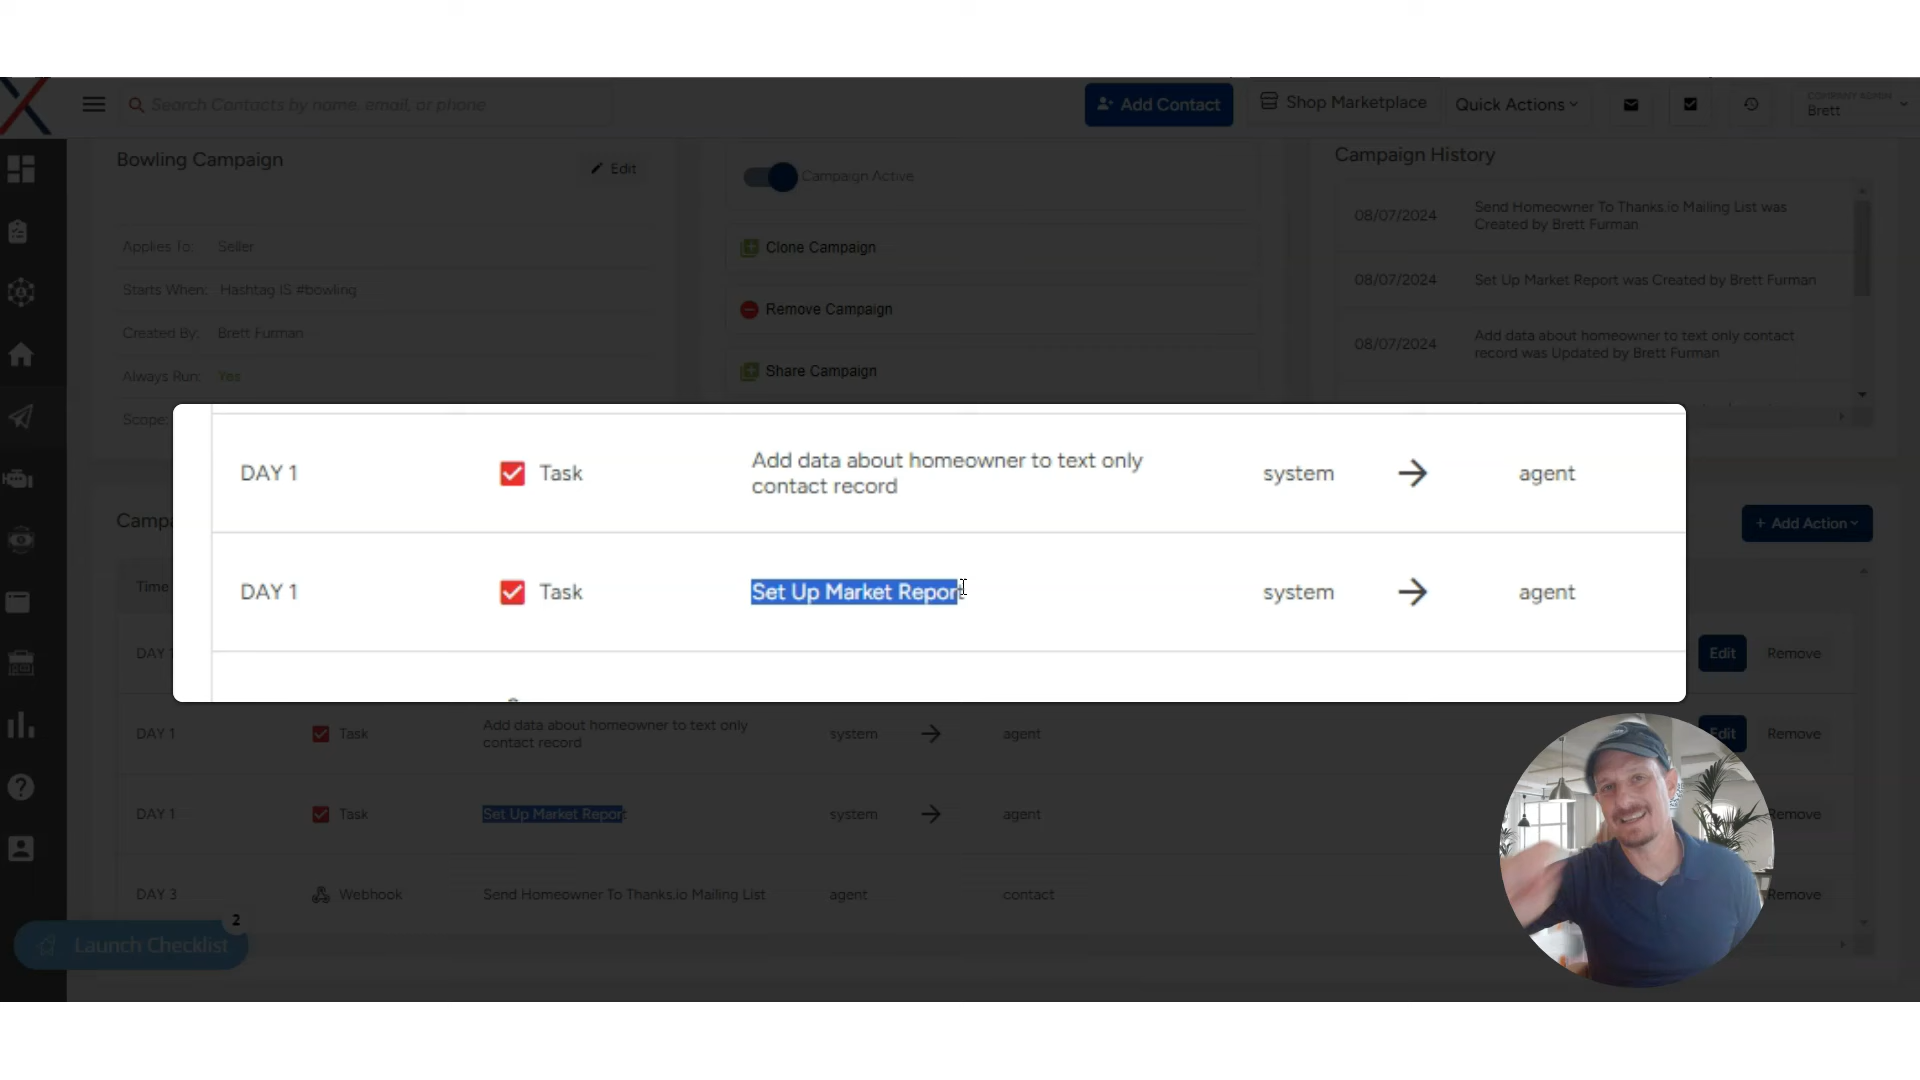 Search Contacts by name, email, or phone
Add Contact
Shop Marketplace
Quick Actions
Brett
Bowling Campaign
Edit
Campaign Active
Campaign History
Applies To: Seller
Starts When: Hashtag IS #bowling
Created By: Brett Furman
Always Run: Yes
Scope:
Clone Campaign
Remove Campaign
Share Campaign
08/07/2024
Send Homeowner To Thanks.io Mailing List was
Created by Brett Furman
08/07/2024
Set Up Market Report was Created by Brett Furman
08/07/2024
Add data about homeowner to text only contact
record was Updated by Brett Furman
DAY 1
Task
Add data about homeowner to text only
contact record
system
agent
DAY 1
Task
Set Up Market Report
system
agent
Camp
+ Add Action
Time
DAY
Edit
Remove
DAY 1
Task
Add data about homeowner to text only
contact record
system
agent
Edit
Remove
DAY 1
Task
Set Up Market Report
system
agent
Remove
DAY 3
Webhook
Send Homeowner To Thanks.io Mailing List
agent
contact
Remove
2
Launch Checklist